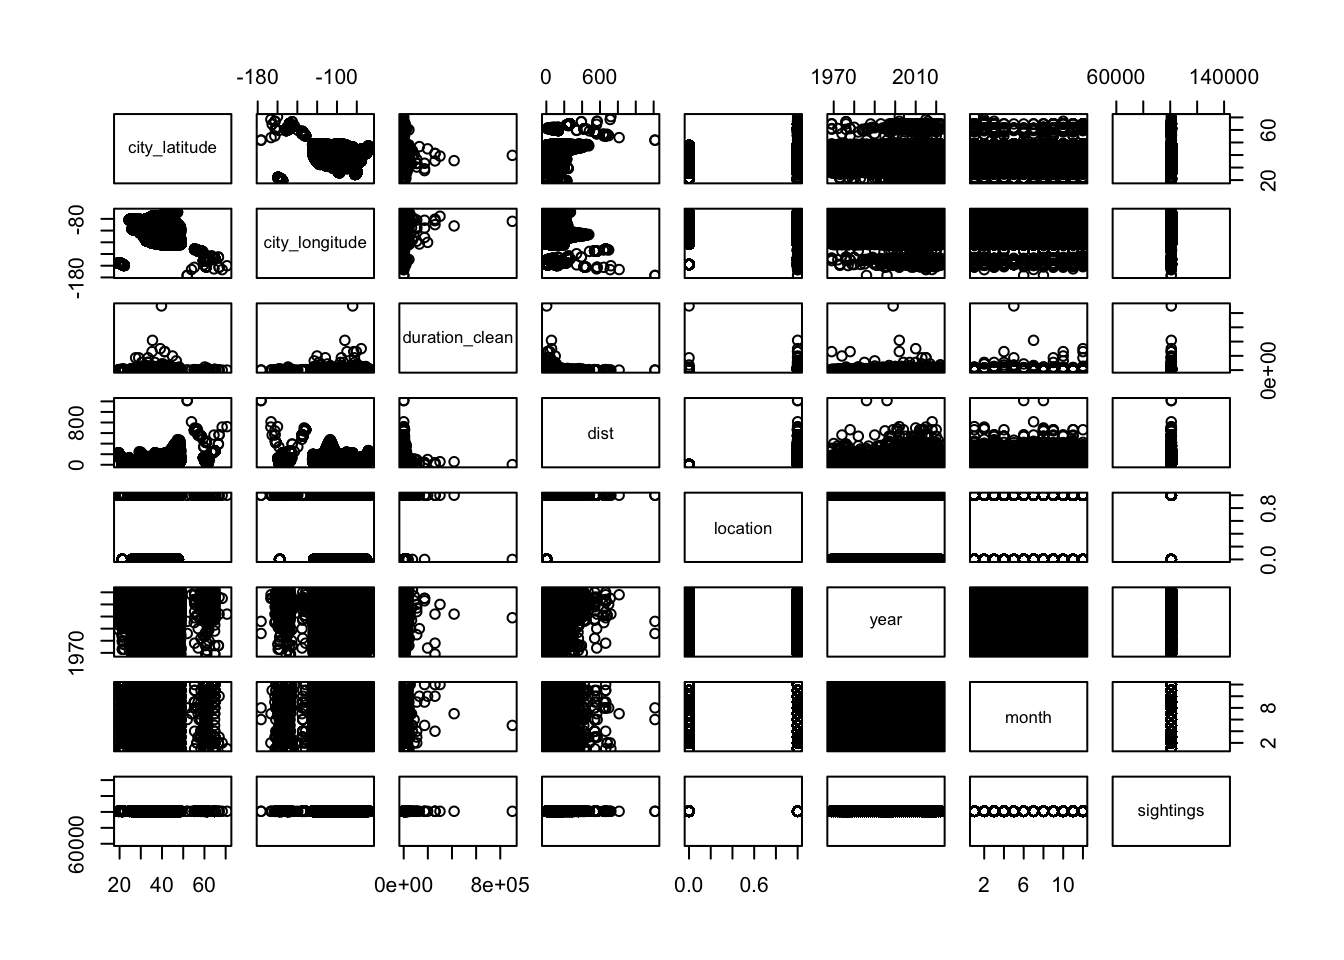 -180 -100 0 600 1970 2010 60000 140000
city_latitude 20 60
-180 -80 city_longitude
duration_clean 0e+00
0 800 dist
location 0.0 0.8
1970 year
month 2 8
60000 sightings
20 40 60 0e+00 8e+05 0.0 0.6 2 6 10